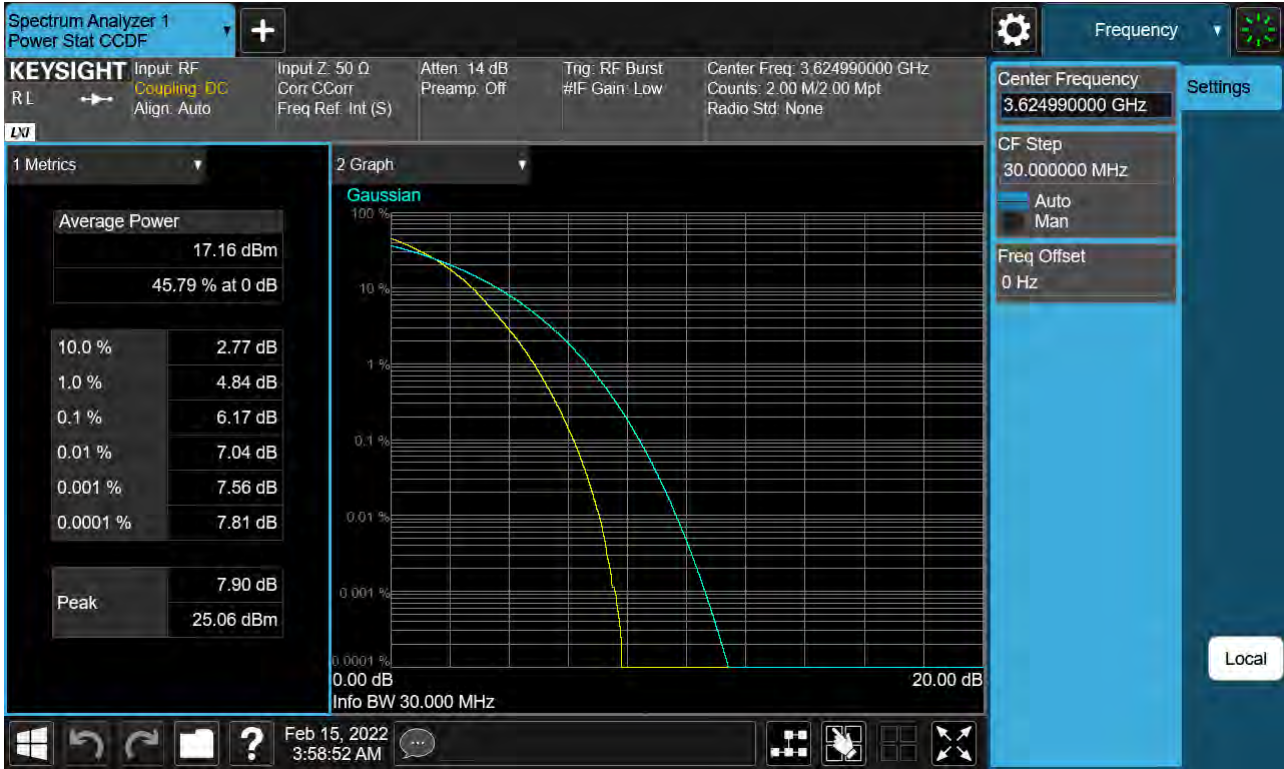 Spectrum Analyzer 1
Power Stat CCDF
+
Frequency
KEYSIGHT
R L
LXI
Input: RF
Coupling: DC
Align: Auto
Input Z: 50 Ω
Corr CCorr
Freq Ref: Int (S)
Atten: 14 dB
Preamp: Off
Trig: RF Burst
#IF Gain: Low
Center Freq: 3.624990000 GHz
Counts: 2.00 M/2.00 Mpt
Radio Std: None
Center Frequency
3.624990000 GHz
Settings
CF Step
30.000000 MHz
Auto
Man
Freq Offset
0 Hz
Local
1 Metrics
Average Power
17.16 dBm
45.79 % at 0 dB
10.0 % 2.77 dB
1.0 % 4.84 dB
0.1 % 6.17 dB
0.01 % 7.04 dB
0.001 % 7.56 dB
0.0001 % 7.81 dB
Peak
7.90 dB
25.06 dBm
2 Graph
Gaussian
100 %
10 %
1 %
0.1 %
0.01 %
0.001 %
0.0001 %
0.00 dB 20.00 dB
Info BW 30.000 MHz
?
Feb 15, 2022
3:58:52 AM